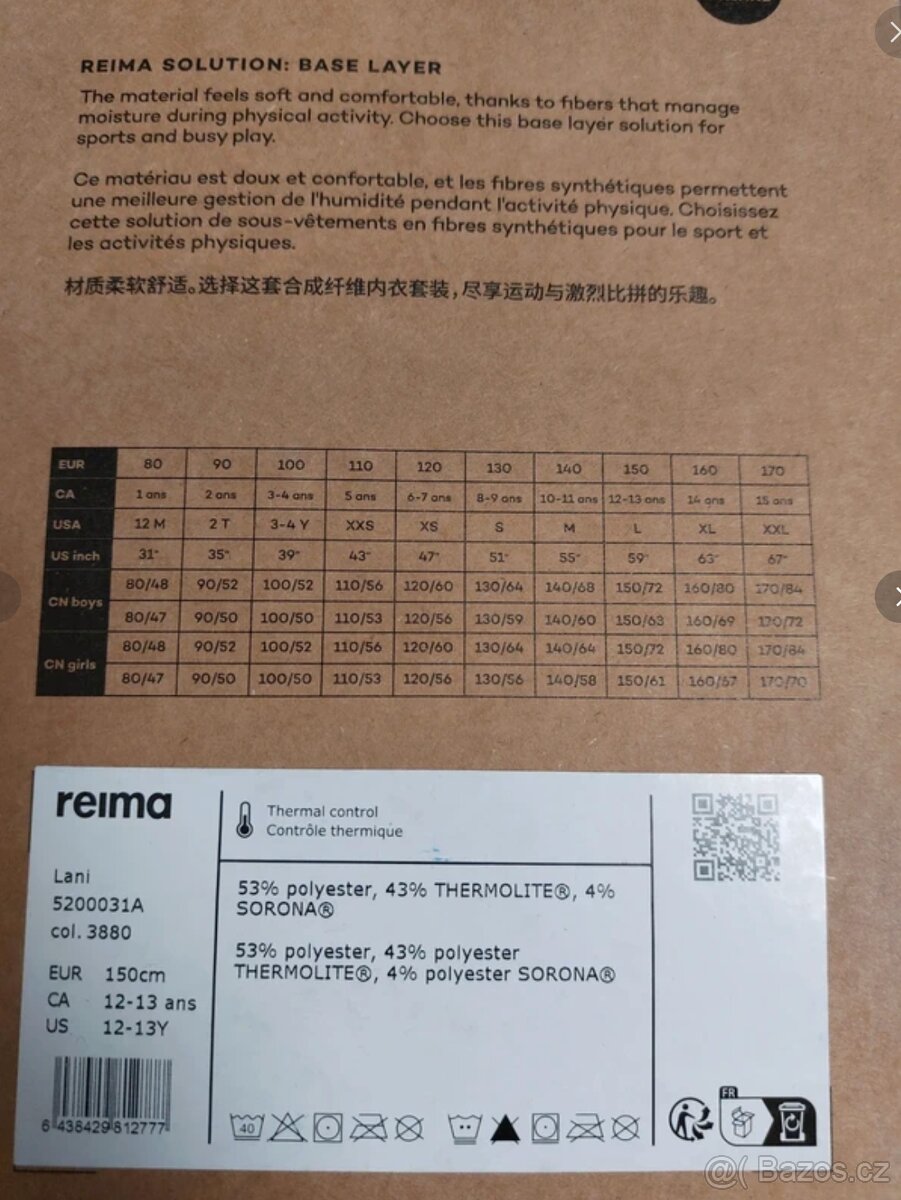 REIMA SOLUTION: BASE LAYER
The material feels soft and comfortable, thanks to fibers that manage
moisture during physical activity. Choose this base layer solution for
sports and busy play.
Ce matériau est doux et confortable, et les fibres synthétiques permettent
une meilleure gestion de l'humidité pendant l'activité physique. Choisissez
cette solution de sous-vêtements en fibres synthétiques pour le sport et
les activités physiques.
材质柔软舒适。选择这套合成纤维内衣套装，尽享运动与激烈比拼的乐趣。
EUR 80 90 100 110 120 130 140 150 160 170
CA 1 ans 2 ans 3-4 ans 5 ans 6-7 ans 8-9 ans 10-11 ans 12-13 ans 14 ans 15 ans
USA 12 M 2 T 3-4 Y XXS XS S M L XL XXL
US inch 31" 35" 39" 43" 47" 51" 55" 59" 63" 67"
CN boys 80/48 90/52 100/52 110/56 120/60 130/64 140/68 150/72 160/80 170/84
80/47 90/50 100/50 110/53 120/56 130/59 140/60 150/63 160/69 170/72
CN girls 80/48 90/52 100/52 110/56 120/60 130/64 140/64 150/72 160/80 170/84
80/47 90/50 100/50 110/53 120/56 130/56 140/58 150/61 160/67 170/70
reima
Lani
5200031A
col. 3880
EUR 150cm
CA 12-13 ans
US 12-13Y
6 438429 812777
Thermal control
Contrôle thermique
53% polyester, 43% THERMOLITE®, 4%
SORONA®
53% polyester, 43% polyester
THERMOLITE®, 4% polyester SORONA®
40
FR
@( Bazos.cz